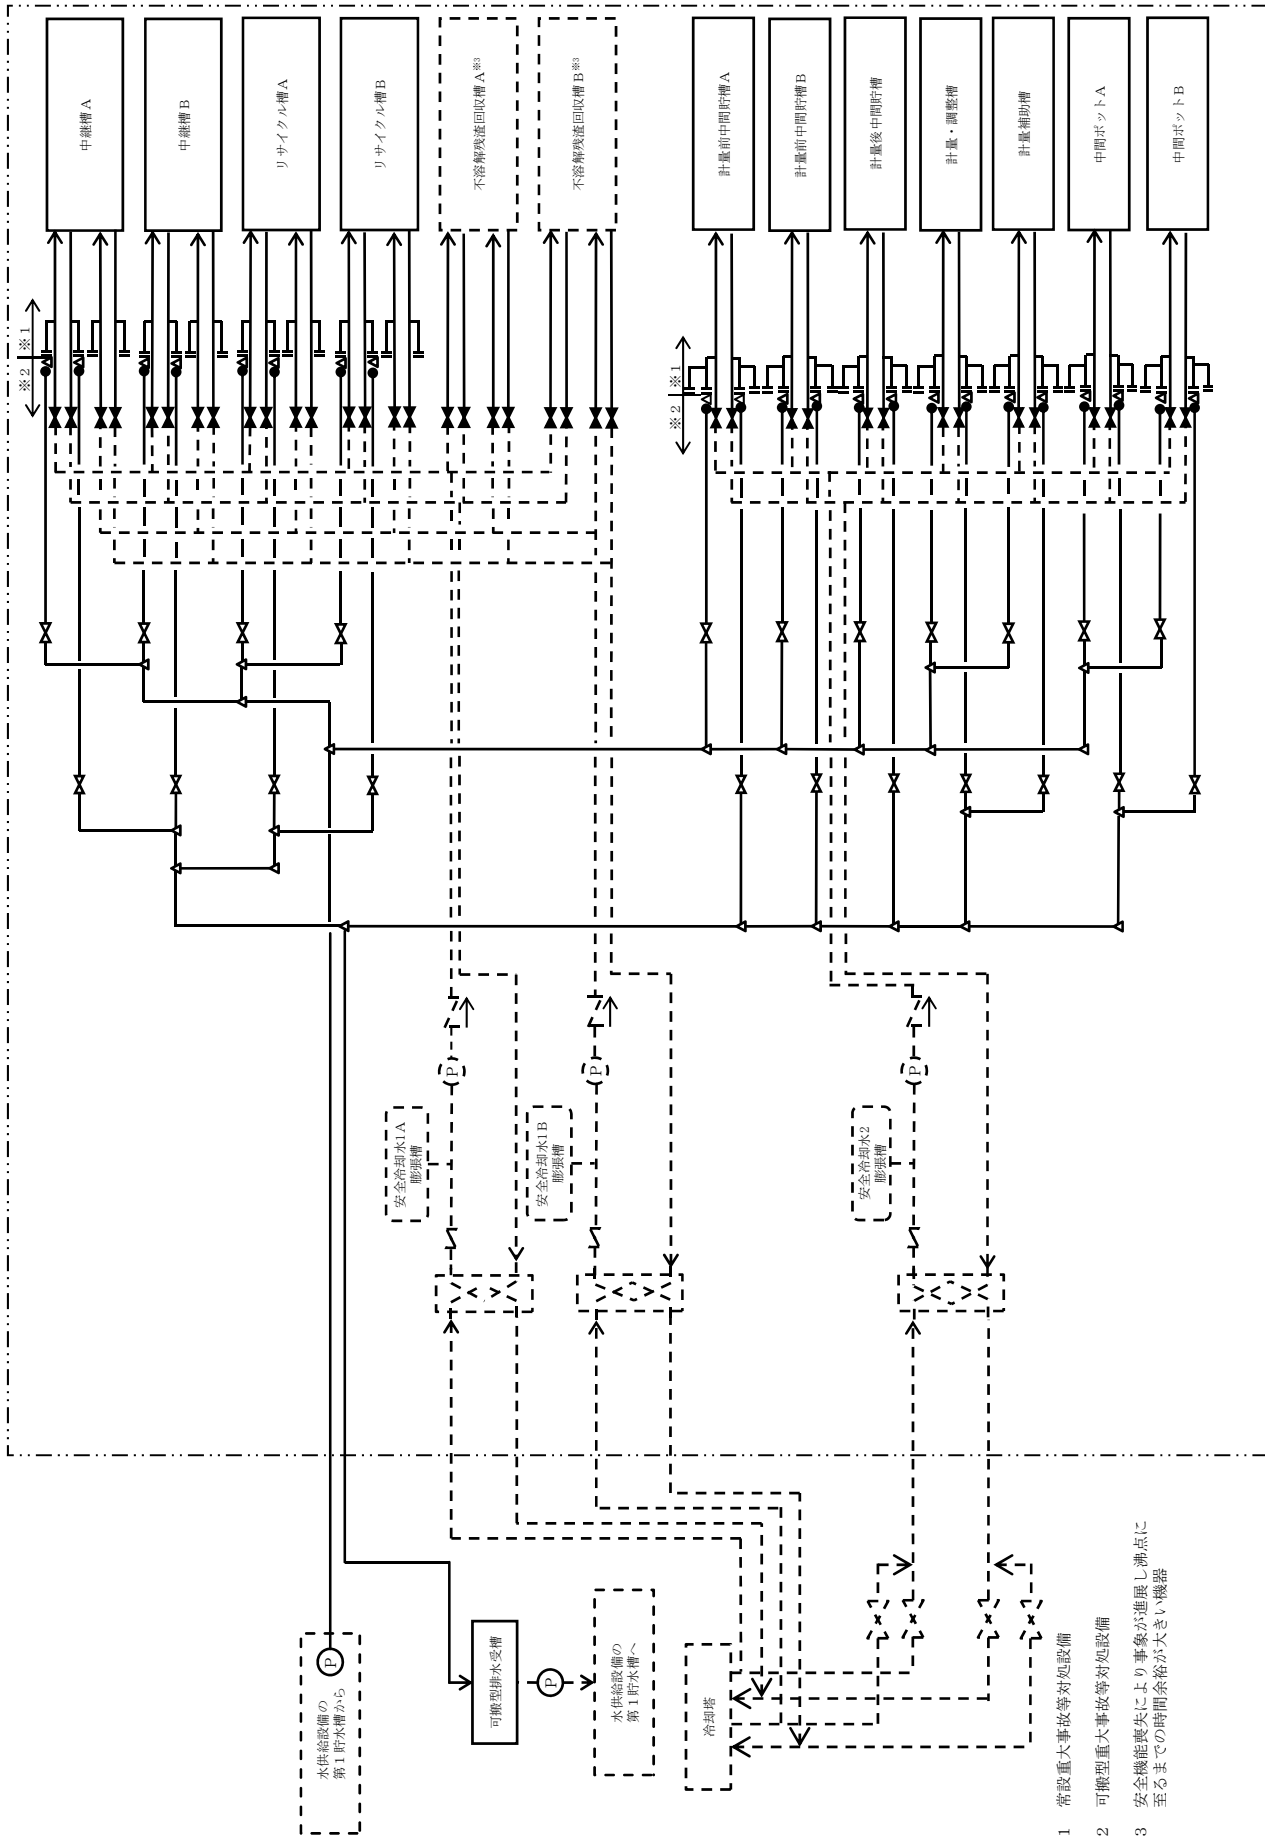 中継槽A
中継槽B
リサイクル槽A
リサイクル槽B
不溶解残渣回収槽A※3
不溶解残渣回収槽B※3
計量前中間貯槽A
計量前中間貯槽B
計量後中間貯槽
計量・調整槽
計量補助槽
中間ポットA
中間ポットB
※2 ※1
※2 ※1
安全冷却水1A
膨張槽
安全冷却水1B
膨張槽
安全冷却水2
膨張槽
P
P
P
水供給設備の
第1貯水槽から
P
可搬型排水受槽
P
水供給設備の
第1貯水槽へ
冷却塔
1 常設重大事故等対処設備
2 可搬型重大事故等対処設備
3 安全機能喪失により事象が進展し沸点に
至るまでの時間余裕が大きい機器